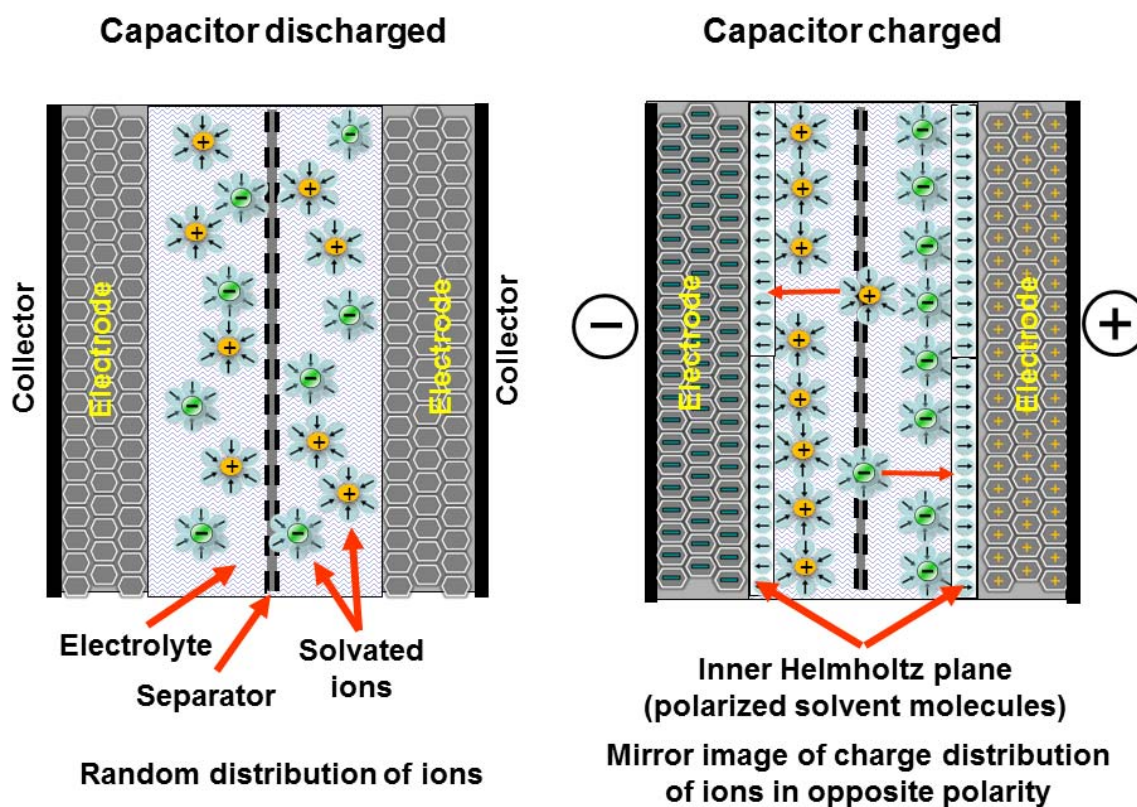 Capacitor discharged
Capacitor charged
Collector
Electrode
Electrode
Collector
Electrode
Electrode
Electrolyte
Separator
Solvated
ions
Inner Helmholtz plane
(polarized solvent molecules)
Random distribution of ions
Mirror image of charge distribution
of ions in opposite polarity